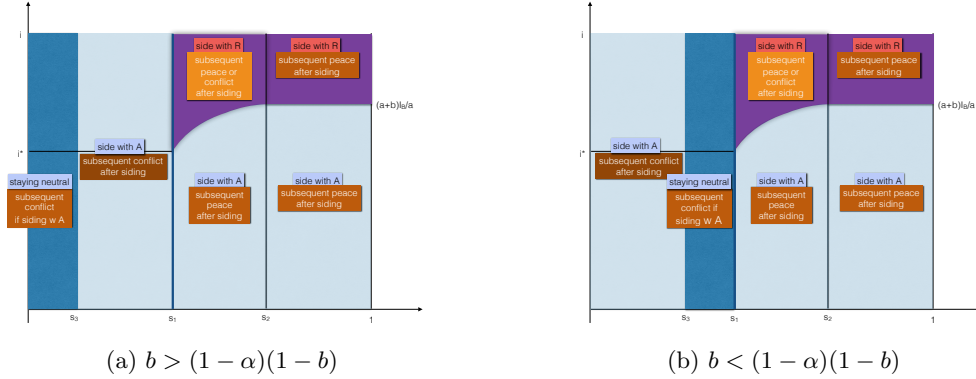 i
side with R
subsequent
peace or
conflict
after siding
side with R
subsequent peace
after siding
(a+b)I_B/a
i*
side with A
subsequent conflict
after siding
staying neutral
subsequent
conflict
if siding w A
side with A
subsequent
peace
after siding
side with A
subsequent peace
after siding
s₃
s₁
s₂
1
(a) b > (1 − α)(1 − b)
i
side with R
subsequent
peace or
conflict
after siding
side with R
subsequent peace
after siding
(a+b)I_B/a
i*
side with A
subsequent conflict
after siding
staying neutral
subsequent
conflict if
siding w A
side with A
subsequent
peace
after siding
side with A
subsequent peace
after siding
s₃
s₁
s₂
1
(b) b < (1 − α)(1 − b)